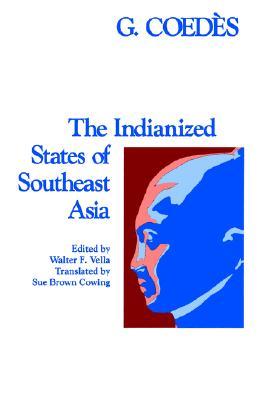 G. COEDÈS
The Indianized
States of
Southeast
Asia
Edited by
Walter F. Vella
Translated by
Sue Brown Cowing